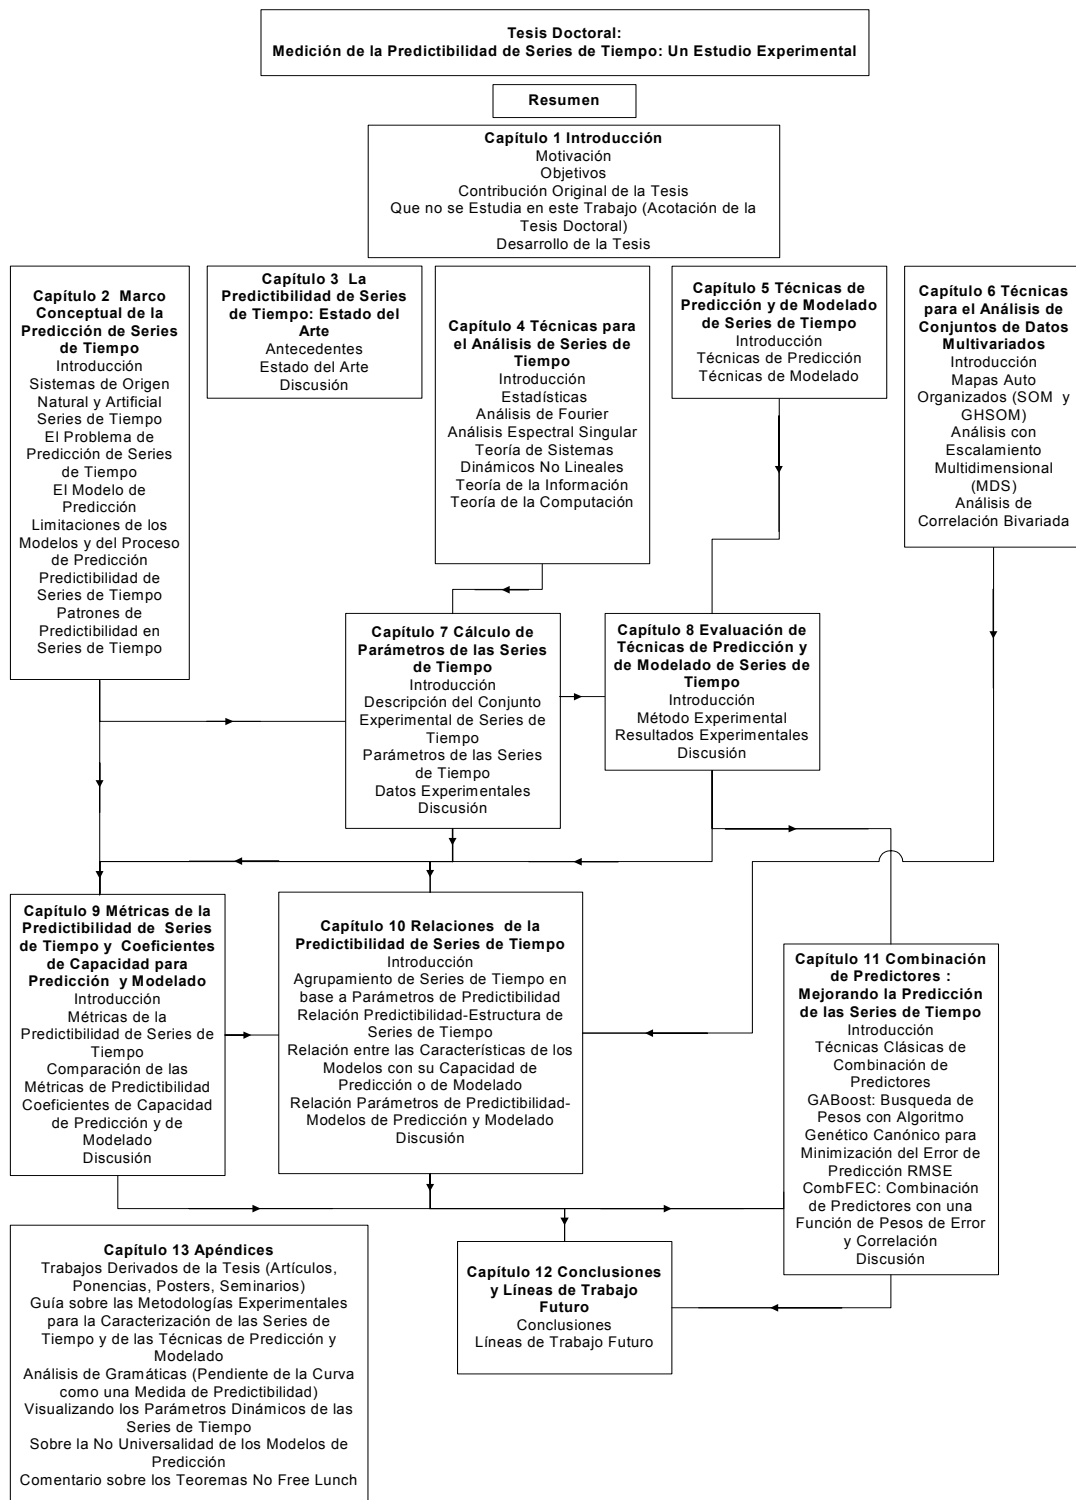 Tesis Doctoral:
Medición de la Predictibilidad de Series de Tiempo: Un Estudio Experimental
Resumen
Capítulo 1 Introducción
Motivación
Objetivos
Contribución Original de la Tesis
Que no se Estudia en este Trabajo (Acotación de la
Tesis Doctoral)
Desarrollo de la Tesis
Capítulo 2 Marco
Conceptual de la
Predicción de Series
de Tiempo
Introducción
Sistemas de Origen
Natural y Artificial
Series de Tiempo
El Problema de
Predicción de Series
de Tiempo
El Modelo de
Predicción
Limitaciones de los
Modelos y del Proceso
de Predicción
Predictibilidad de
Series de Tiempo
Patrones de
Predictibilidad en
Series de Tiempo
Capítulo 3 La
Predictibilidad de Series
de Tiempo: Estado del
Arte
Antecedentes
Estado del Arte
Discusión
Capítulo 4 Técnicas para
el Análisis de Series de
Tiempo
Introducción
Estadísticas
Análisis de Fourier
Análisis Espectral Singular
Teoría de Sistemas
Dinámicos No Lineales
Teoría de la Información
Teoría de la Computación
Capítulo 5 Técnicas de
Predicción y de Modelado
de Series de Tiempo
Introducción
Técnicas de Predicción
Técnicas de Modelado
Capítulo 6 Técnicas
para el Análisis de
Conjuntos de Datos
Multivariados
Introducción
Mapas Auto
Organizados (SOM y
GHSOM)
Análisis con
Escalamiento
Multidimensional
(MDS)
Análisis de
Correlación Bivariada
Capítulo 7 Cálculo de
Parámetros de las Series
de Tiempo
Introducción
Descripción del Conjunto
Experimental de Series de
Tiempo
Parámetros de las Series
de Tiempo
Datos Experimentales
Discusión
Capítulo 8 Evaluación de
Técnicas de Predicción y
de Modelado de Series de
Tiempo
Introducción
Método Experimental
Resultados Experimentales
Discusión
Capítulo 9 Métricas de la
Predictibilidad de Series
de Tiempo y Coeficientes
de Capacidad para
Predicción y Modelado
Introducción
Métricas de la
Predictibilidad de Series de
Tiempo
Comparación de las
Métricas de Predictibilidad
Coeficientes de Capacidad
de Predicción y de
Modelado
Discusión
Capítulo 10 Relaciones de la
Predictibilidad de Series de Tiempo
Introducción
Agrupamiento de Series de Tiempo en
base a Parámetros de Predictibilidad
Relación Predictibilidad-Estructura de
Series de Tiempo
Relación entre las Características de los
Modelos con su Capacidad de
Predicción o de Modelado
Relación Parámetros de Predictibilidad-
Modelos de Predicción y Modelado
Discusión
Capítulo 11 Combinación
de Predictores :
Mejorando la Predicción
de las Series de Tiempo
Introducción
Técnicas Clásicas de
Combinación de
Predictores
GABoost: Busqueda de
Pesos con Algoritmo
Genético Canónico para
Minimización del Error de
Predicción RMSE
CombFEC: Combinación
de Predictores con una
Función de Pesos de Error
y Correlación
Discusión
Capítulo 12 Conclusiones
y Líneas de Trabajo
Futuro
Conclusiones
Líneas de Trabajo Futuro
Capítulo 13 Apéndices
Trabajos Derivados de la Tesis (Artículos,
Ponencias, Posters, Seminarios)
Guía sobre las Metodologías Experimentales
para la Caracterización de las Series de
Tiempo y de las Técnicas de Predicción y
Modelado
Análisis de Gramáticas (Pendiente de la Curva
como una Medida de Predictibilidad)
Visualizando los Parámetros Dinámicos de las
Series de Tiempo
Sobre la No Universalidad de los Modelos de
Predicción
Comentario sobre los Teoremas No Free Lunch